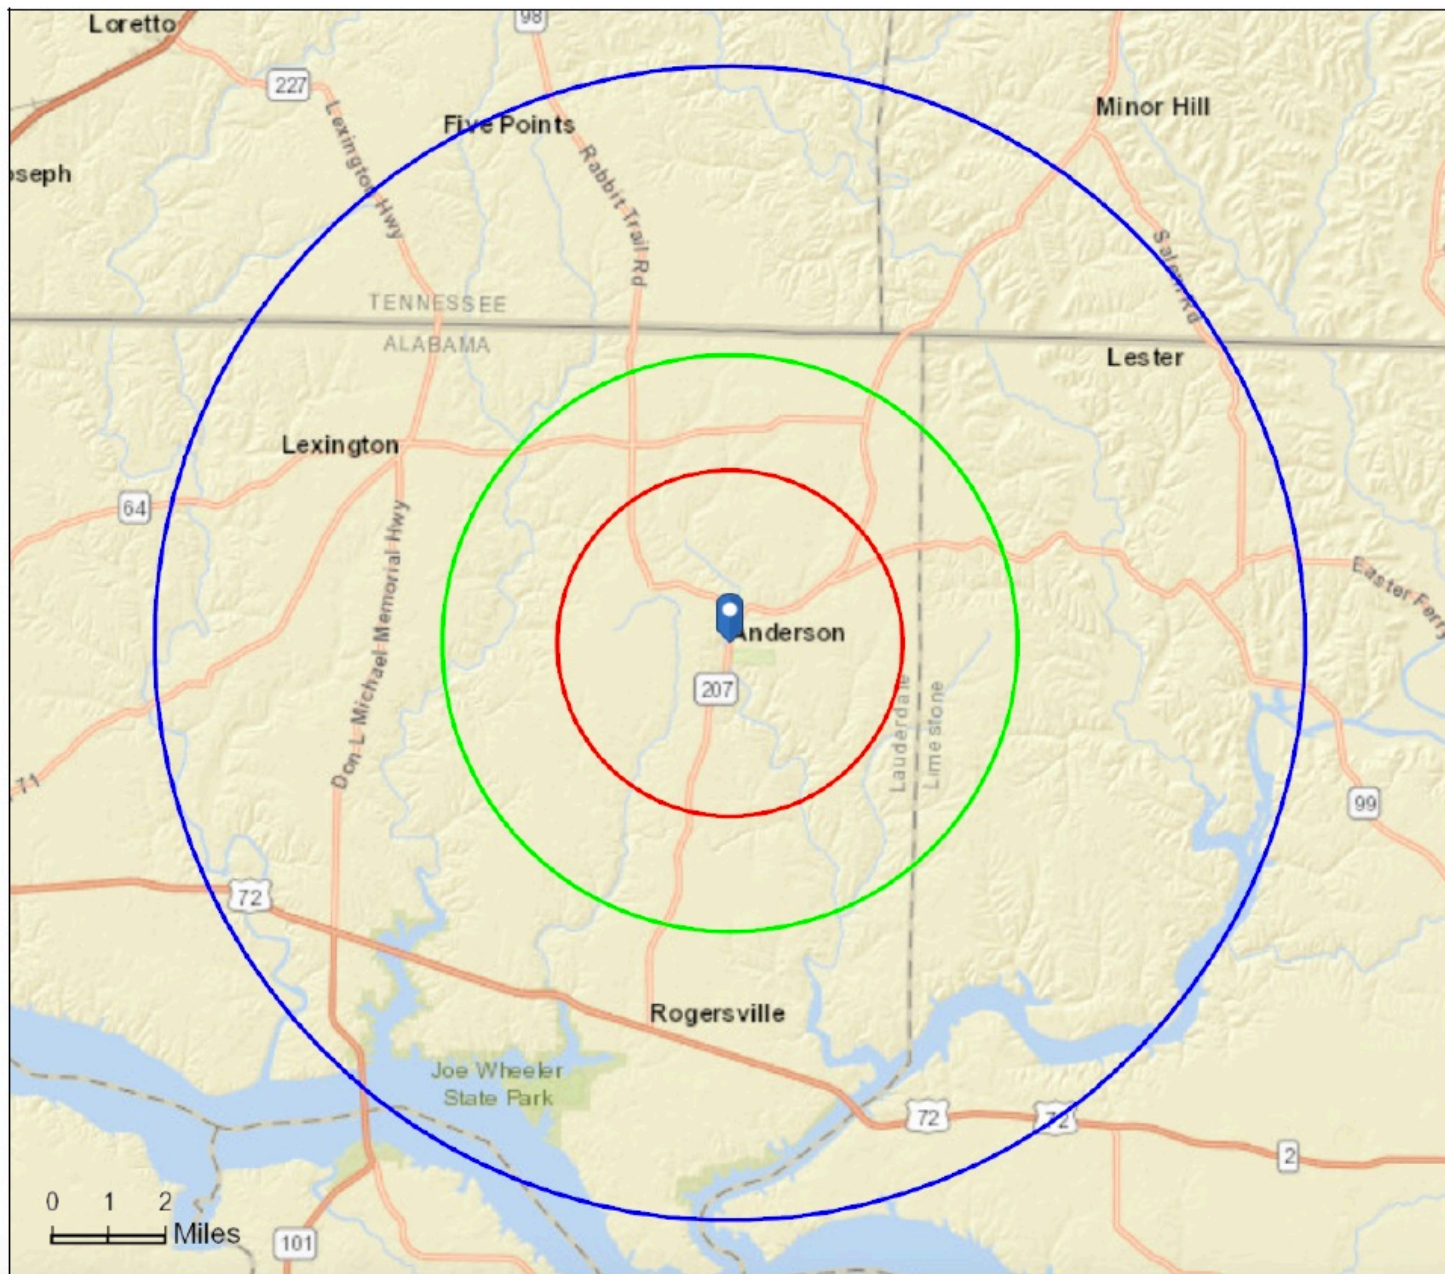 Loretto
98
227
Minor Hill
Five Points
Lexington Hwy
Rabbit Trail Rd
oseph
Salem Rd
TENNESSEE
ALABAMA
Lester
Lexington
64
Don L Michael Memorial Hwy
Easter Ferry
Anderson
207
Lauderdale
Limestone
71
99
72
Rogersville
Joe Wheeler
State Park
72
72
2
0 1 2
Miles
101